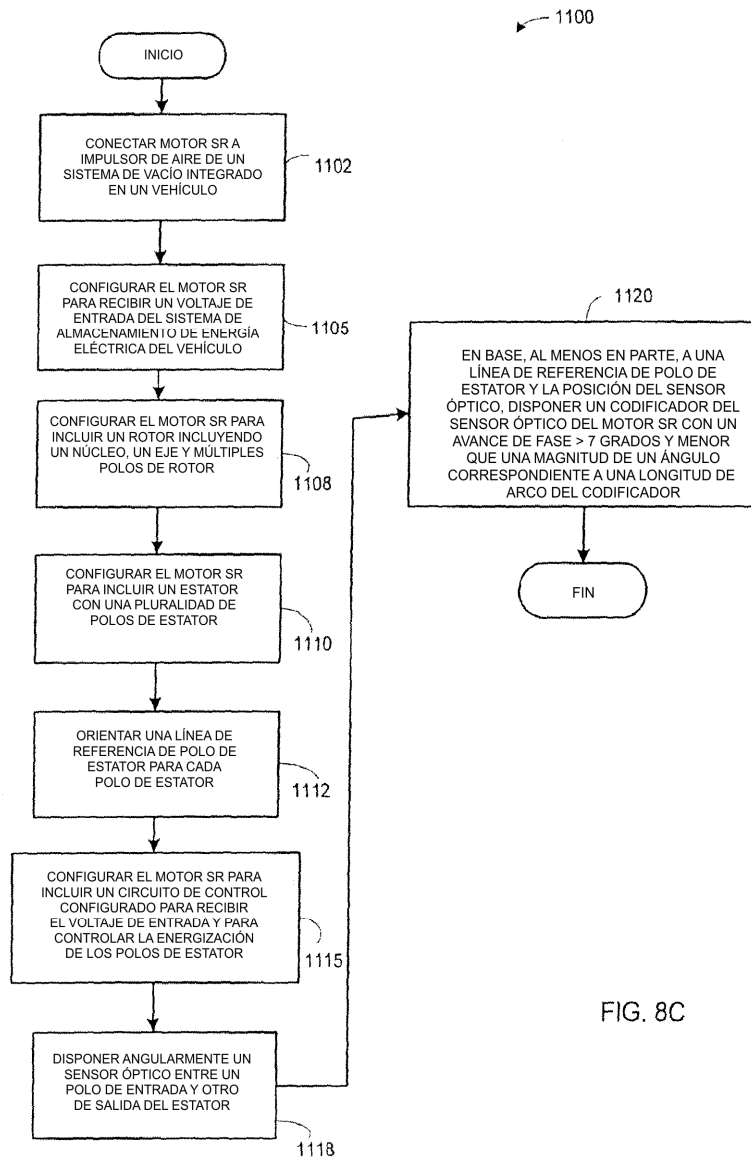 1100
INICIO
CONECTAR MOTOR SR A
IMPULSOR DE AIRE DE UN
SISTEMA DE VACÍO INTEGRADO
EN UN VEHÍCULO
1102
CONFIGURAR EL MOTOR SR
PARA RECIBIR UN VOLTAJE DE
ENTRADA DEL SISTEMA DE
ALMACENAMIENTO DE ENERGÍA
ELÉCTRICA DEL VEHÍCULO
1105
CONFIGURAR EL MOTOR SR PARA
INCLUIR UN ROTOR INCLUYENDO
UN NÚCLEO, UN EJE Y MÚLTIPLES
POLOS DE ROTOR
1108
CONFIGURAR EL MOTOR SR
PARA INCLUIR UN ESTATOR
CON UNA PLURALIDAD DE
POLOS DE ESTATOR
1110
ORIENTAR UNA LÍNEA DE
REFERENCIA DE POLO DE
ESTATOR PARA CADA
POLO DE ESTATOR
1112
CONFIGURAR EL MOTOR SR PARA
INCLUIR UN CIRCUITO DE CONTROL
CONFIGURADO PARA RECIBIR
EL VOLTAJE DE ENTRADA Y PARA
CONTROLAR LA ENERGIZACIÓN
DE LOS POLOS DE ESTATOR
1115
DISPONER ANGULARMENTE UN
SENSOR ÓPTICO ENTRE UN
POLO DE ENTRADA Y OTRO
DE SALIDA DEL ESTATOR
1118
1120
EN BASE, AL MENOS EN PARTE, A UNA
LÍNEA DE REFERENCIA DE POLO DE
ESTATOR Y LA POSICIÓN DEL SENSOR
ÓPTICO, DISPONER UN CODIFICADOR DEL
SENSOR ÓPTICO DEL MOTOR SR CON UN
AVANCE DE FASE > 7 GRADOS Y MENOR
QUE UNA MAGNITUD DE UN ÁNGULO
CORRESPONDIENTE A UNA LONGITUD DE
ARCO DEL CODIFICADOR
FIN
FIG. 8C